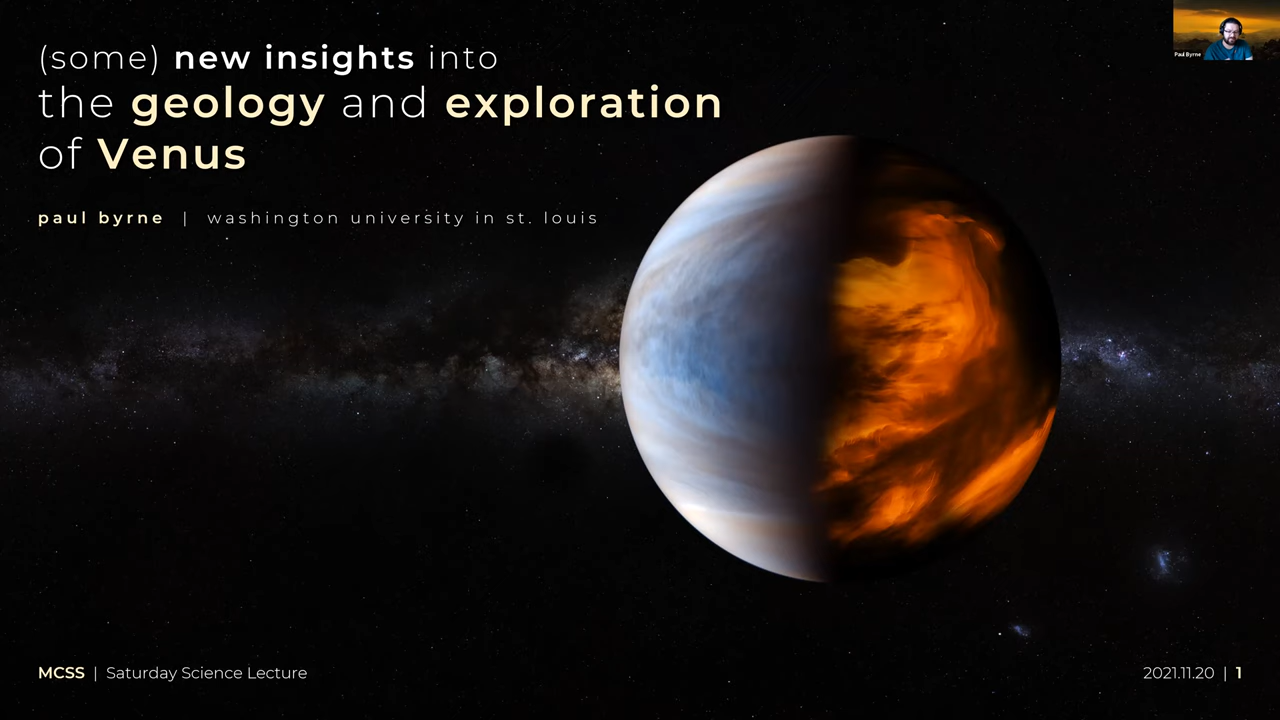 (some) new insights into
the geology and exploration
of Venus
paul byrne | washington university in st. louis
Paul Byrne
MCSS | Saturday Science Lecture
2021.11.20 | 1